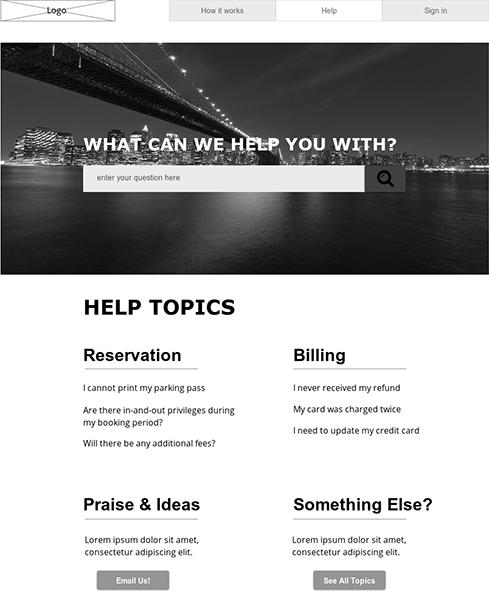 Logo
How it works
Help
Sign in
WHAT CAN WE HELP YOU WITH?
enter your question here
HELP TOPICS
Reservation
I cannot print my parking pass
Are there in-and-out privileges during
my booking period?
Will there be any additional fees?
Billing
I never received my refund
My card was charged twice
I need to update my credit card
Praise & Ideas
Lorem ipsum dolor sit amet,
consectetur adipiscing elit.
Email Us!
Something Else?
Lorem ipsum dolor sit amet,
consectetur adipiscing elit.
See All Topics